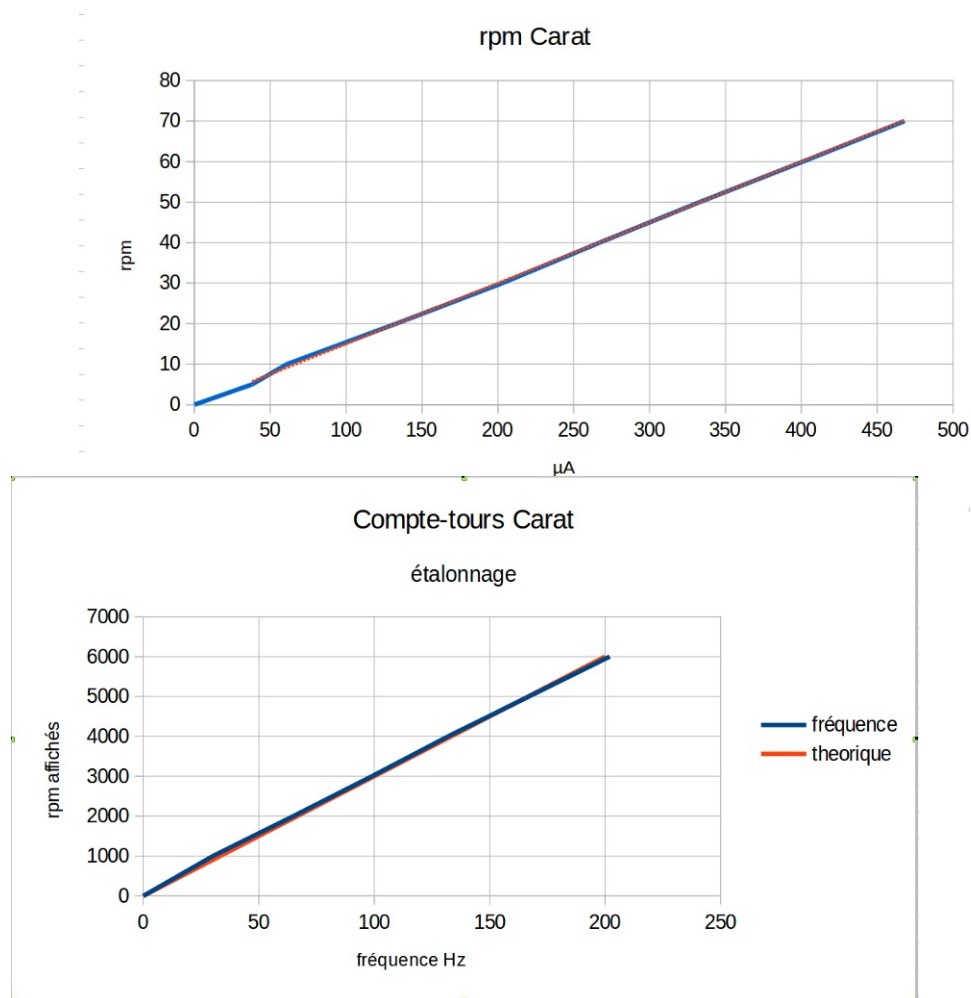 rpm Carat
80
70
60
50
40
30
20
10
0
rpm
0 50 100 150 200 250 300 350 400 450 500
µA
Compte-tours Carat
étalonnage
7000
6000
5000
4000
3000
2000
1000
0
rpm affichés
fréquence
theorique
0 50 100 150 200 250
fréquence Hz